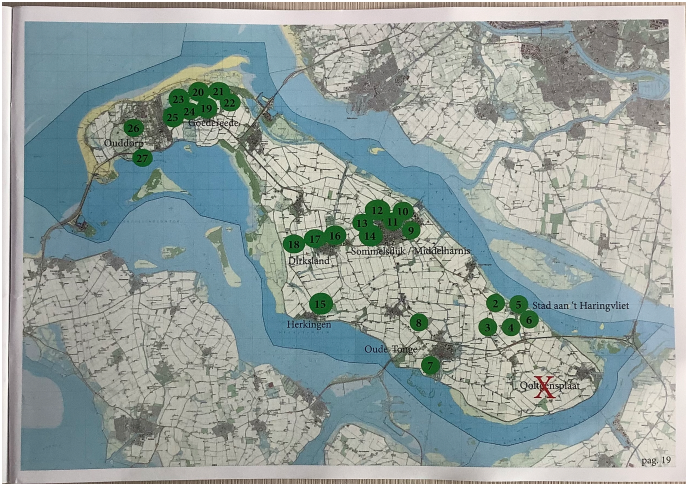 20 21
23 22
24 19
25 Goedereede
26
Ouddorp
27
12 10
13 11 9
14
16
17
18
Sommelsdijk / Middelharnis
Dirksland
15
Herkingen
2 5
Stad aan 't Haringvliet
3 4 6
8
Oude-Tonge
7
X
pag. 19